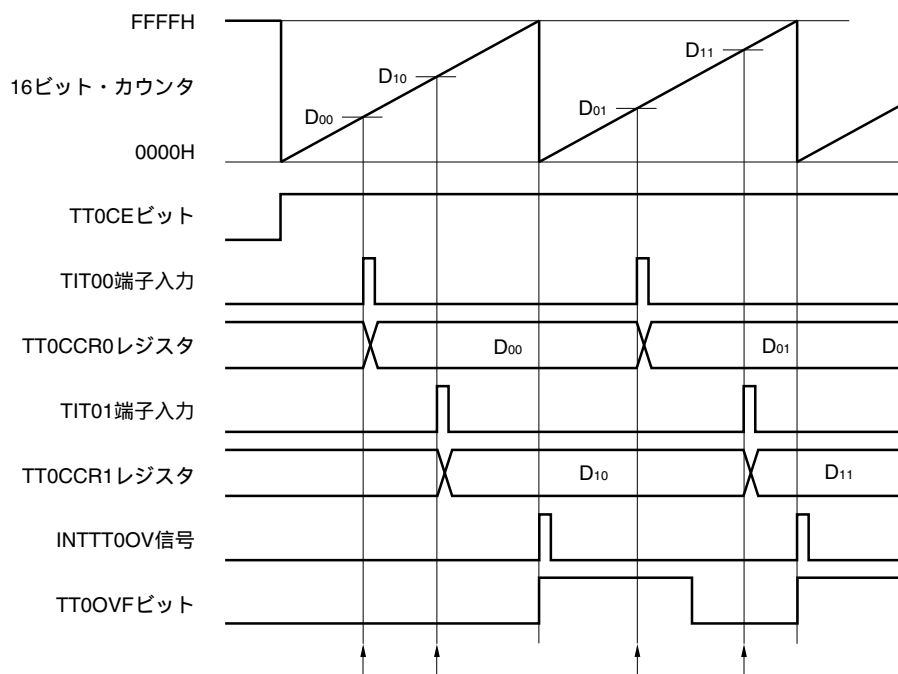 FFFFH
D10
D11
16ビット・カウンタ
D00
D01
0000H
TT0CEビット
TIT00端子入力
TT0CCR0レジスタ
D00
D01
TIT01端子入力
TT0CCR1レジスタ
D10
D11
INTTT0OV信号
TT0OVFビット